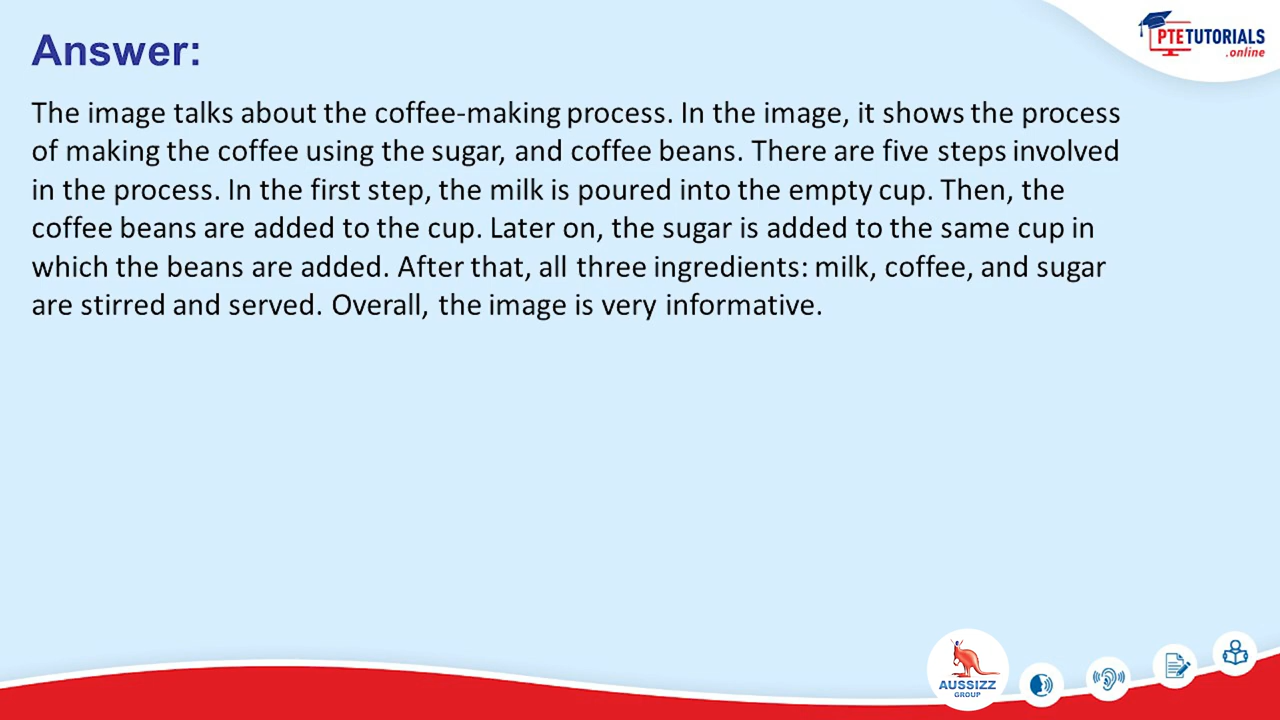 PTETUTORIALS
.online
Answer:
The image talks about the coffee-making process. In the image, it shows the process
of making the coffee using the sugar, and coffee beans. There are five steps involved
in the process. In the first step, the milk is poured into the empty cup. Then, the
coffee beans are added to the cup. Later on, the sugar is added to the same cup in
which the beans are added. After that, all three ingredients: milk, coffee, and sugar
are stirred and served. Overall, the image is very informative.
AUSSIZZ
GROUP